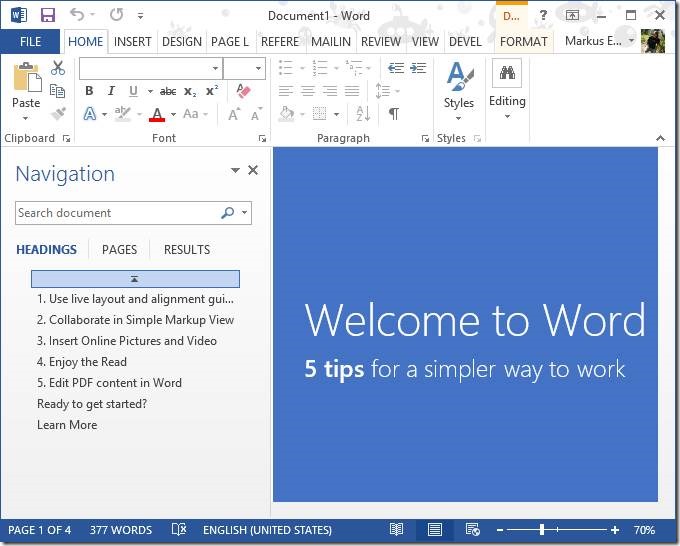 Document1 - Word
D...
FILE HOME INSERT DESIGN PAGE L REFERE MAILIN REVIEW VIEW DEVEL FORMAT Markus E...
Paste
B I U abc x₂ x²
A A Aa A A
Styles
Editing
Clipboard Font Paragraph Styles
Navigation
Search document
HEADINGS PAGES RESULTS
1. Use live layout and alignment gui...
2. Collaborate in Simple Markup View
3. Insert Online Pictures and Video
4. Enjoy the Read
5. Edit PDF content in Word
Ready to get started?
Learn More
Welcome to Word
5 tips for a simpler way to work
PAGE 1 OF 4 377 WORDS ENGLISH (UNITED STATES) 70%